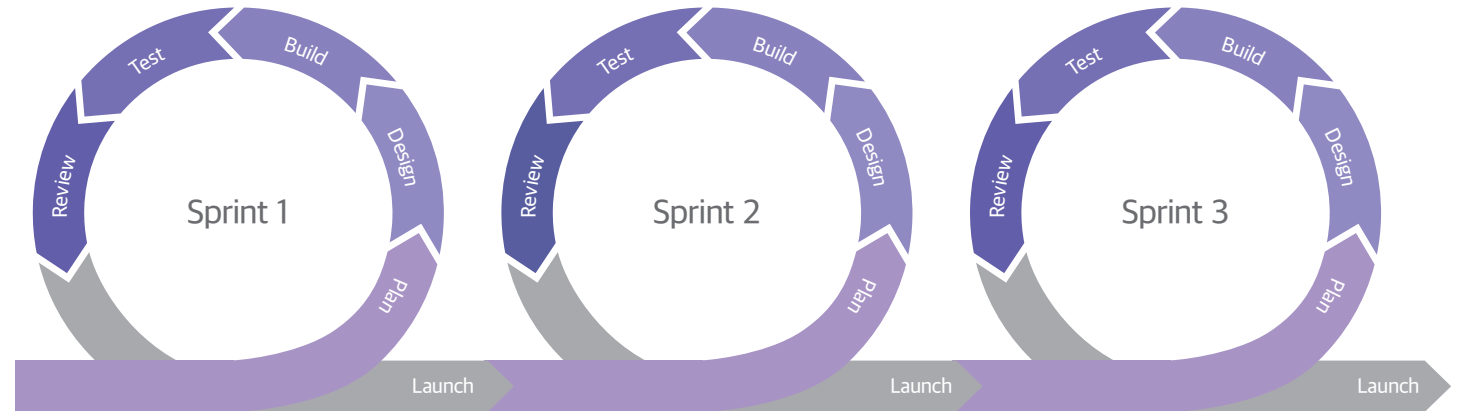 Sprint 1
Plan
Design
Build
Test
Review
Launch
Sprint 2
Plan
Design
Build
Test
Review
Launch
Sprint 3
Plan
Design
Build
Test
Review
Launch